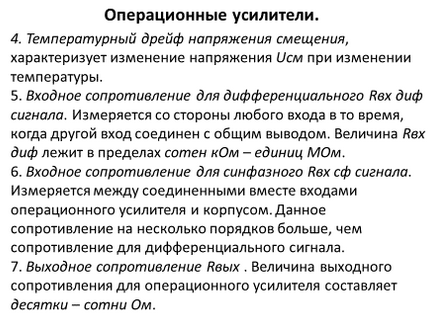 Операционные усилители.
4. Температурный дрейф напряжения смещения,
характеризует изменение напряжения Uсм при изменении
температуры.
5. Входное сопротивление для дифференциального Rвх диф
сигнала. Измеряется со стороны любого входа в то время,
когда другой вход соединен с общим выводом. Величина Rвх
диф лежит в пределах сотен кОм – единиц МОм.
6. Входное сопротивление для синфазного Rвх сф сигнала.
Измеряется между соединенными вместе входами
операционного усилителя и корпусом. Данное
сопротивление на несколько порядков больше, чем
сопротивление для дифференциального сигнала.
7. Выходное сопротивление Rвых . Величина выходного
сопротивления для операционного усилителя составляет
десятки – сотни Ом.